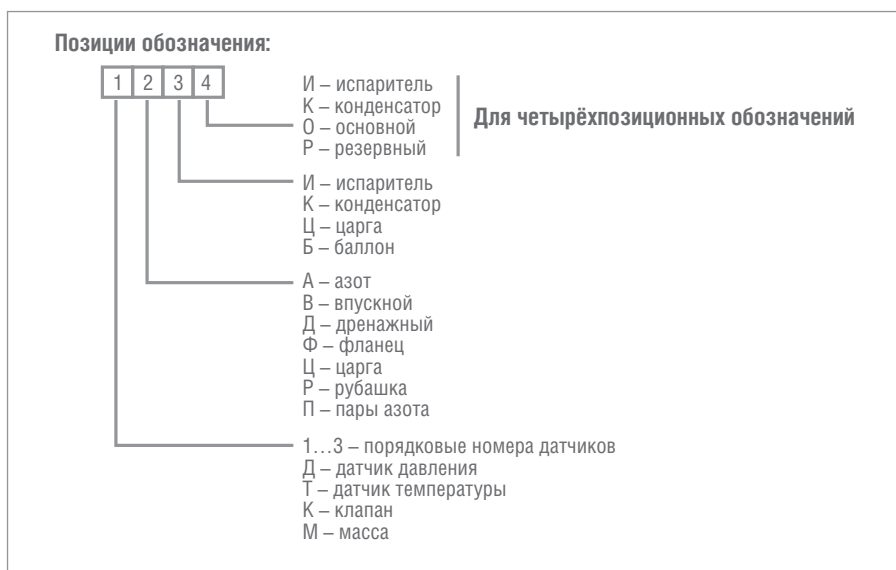 Позиции обозначения:
1 2 3 4
И – испаритель
К – конденсатор
О – основной
Р – резервный
Для четырёхпозиционных обозначений
И – испаритель
К – конденсатор
Ц – царга
Б – баллон
А – азот
В – впускной
Д – дренажный
Ф – фланец
Ц – царга
Р – рубашка
П – пары азота
1...3 – порядковые номера датчиков
Д – датчик давления
Т – датчик температуры
К – клапан
М – масса